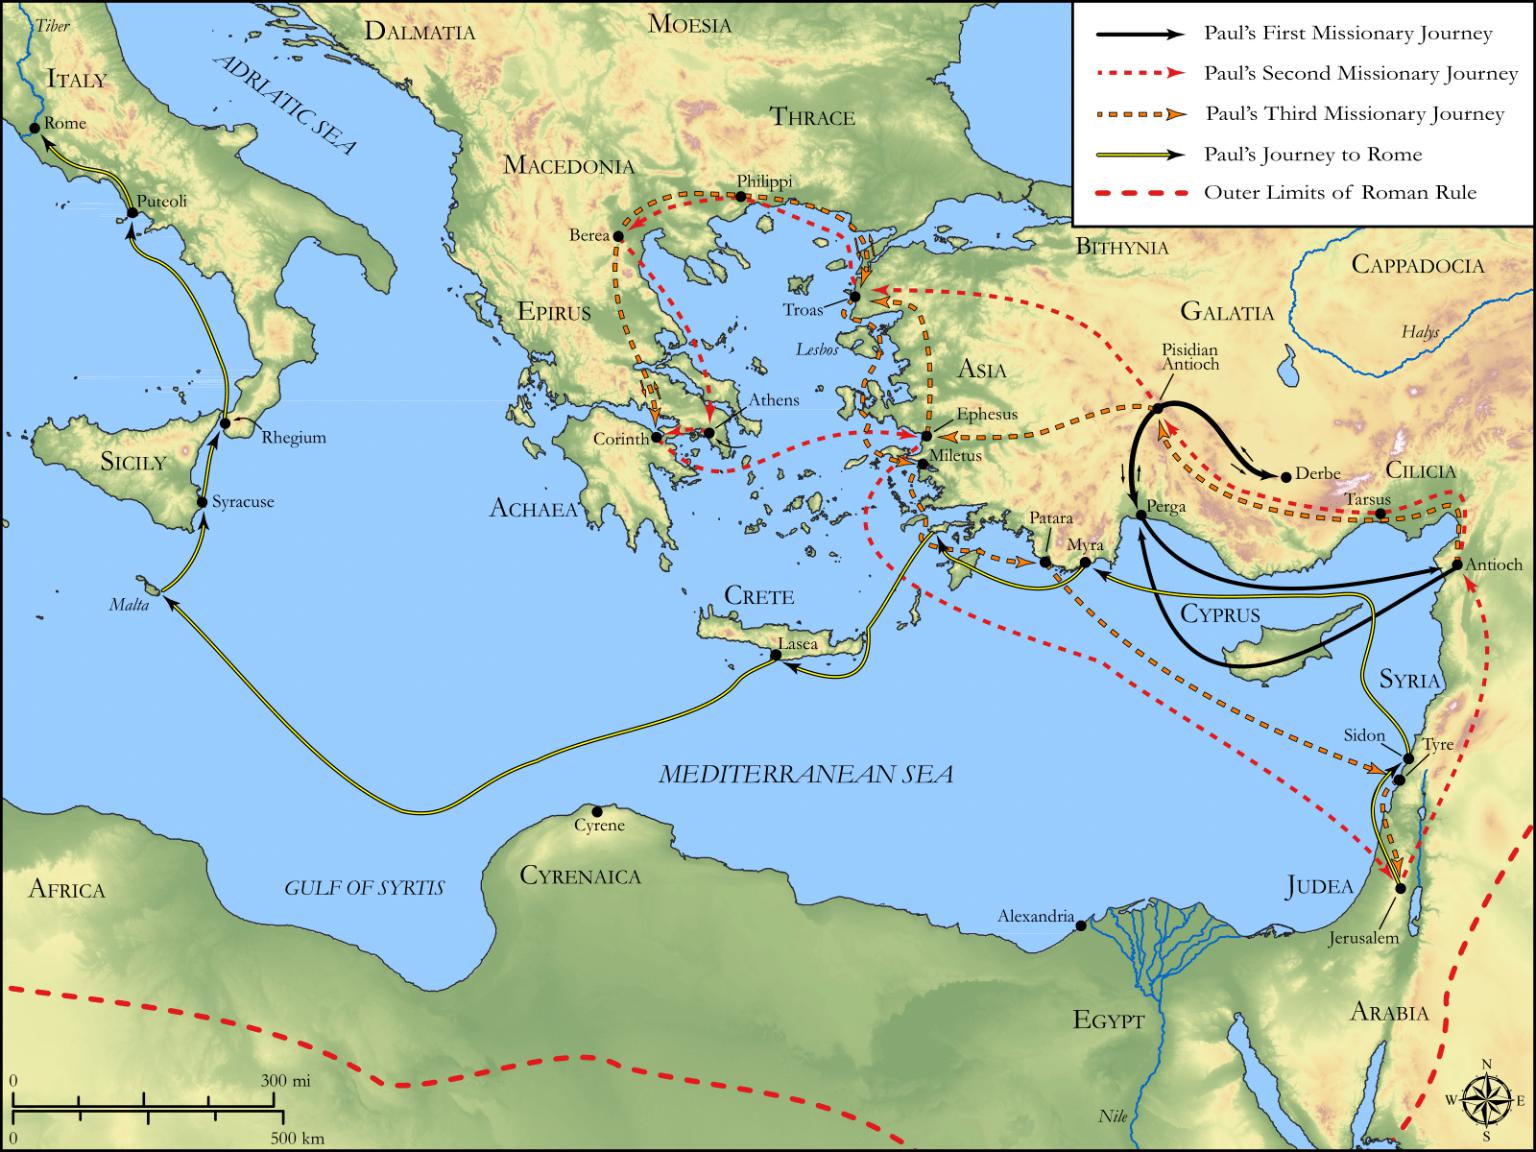 Paul's First Missionary Journey
Paul's Second Missionary Journey
Paul's Third Missionary Journey
Paul's Journey to Rome
Outer Limits of Roman Rule
Tiber
DALMATIA
MOESIA
ITALY
ADRIATIC SEA
THRACE
Rome
MACEDONIA
Philippi
Puteoli
Berea
BITHYNIA
CAPPADOCIA
EPIRUS
Troas
GALATIA
Halys
Lesbos
Pisidian
Antioch
ASIA
Athens
Ephesus
Rhegium
Corinth
Miletus
SICILY
Derbe
CILICIA
Syracuse
ACHAEA
Tarsus
Perga
Patara
Myra
Antioch
Malta
CRETE
CYPRUS
Lasea
SYRIA
Sidon
Tyre
MEDITERRANEAN SEA
Cyrene
CYRENAICA
AFRICA
GULF OF SYRTIS
JUDEA
Alexandria
Jerusalem
EGYPT
ARABIA
Nile
0
300 mi
0
500 km
N
W
E
S